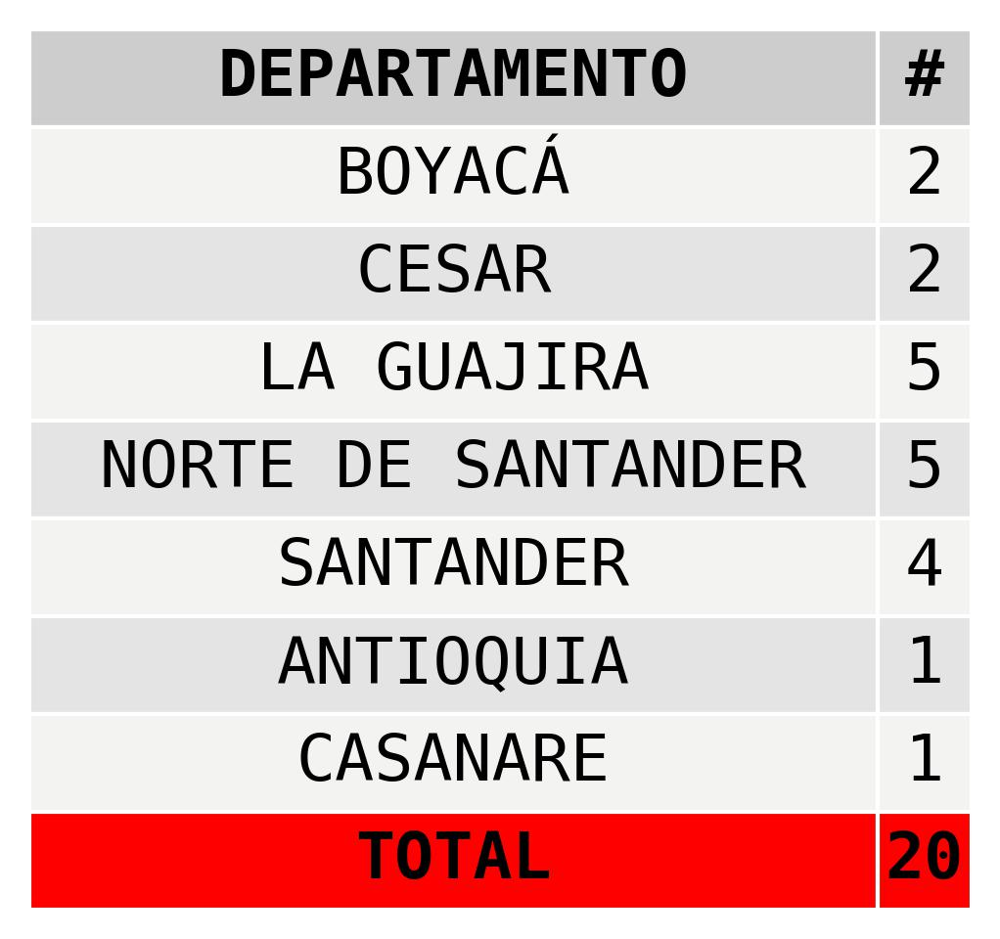 DEPARTAMENTO #
BOYACÁ 2
CESAR 2
LA GUAJIRA 5
NORTE DE SANTANDER 5
SANTANDER 4
ANTIOQUIA 1
CASANARE 1
TOTAL 20